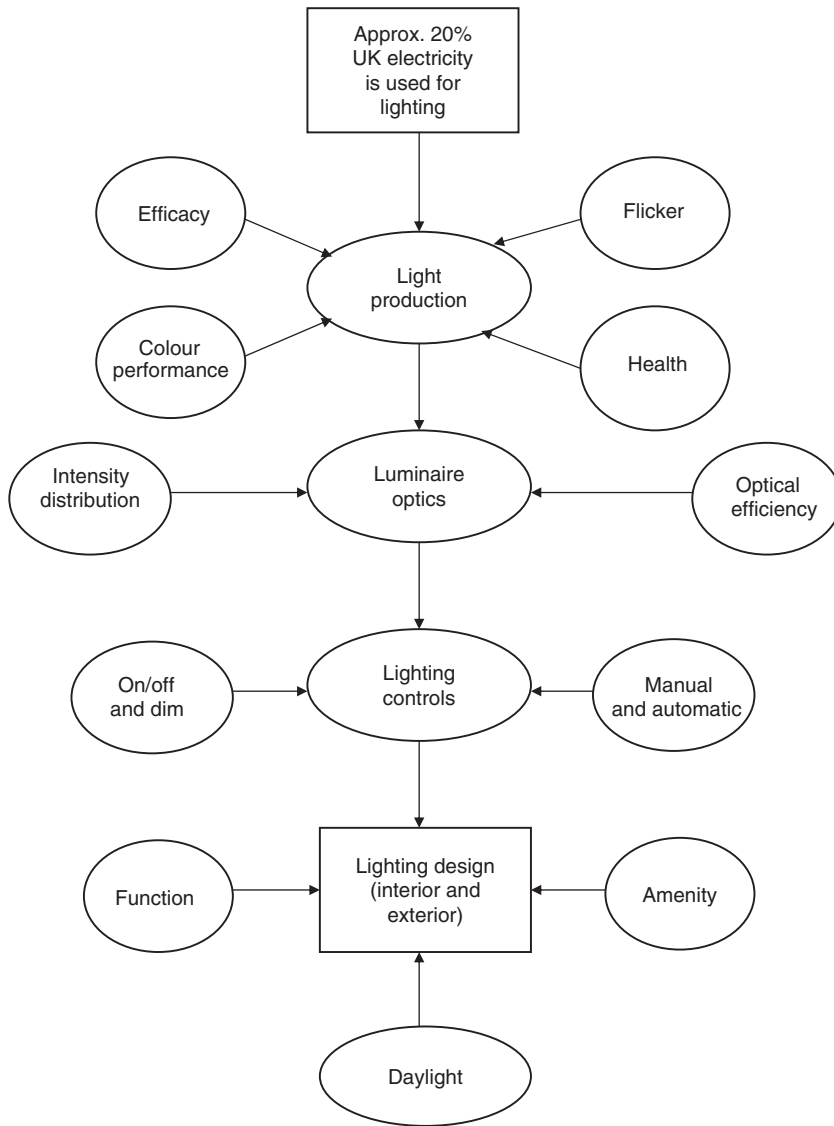 Approx. 20%
UK electricity
is used for
lighting
Efficacy
Flicker
Light
production
Colour
performance
Health
Intensity
distribution
Luminaire
optics
Optical
efficiency
On/off
and dim
Lighting
controls
Manual
and automatic
Function
Lighting design
(interior and
exterior)
Amenity
Daylight